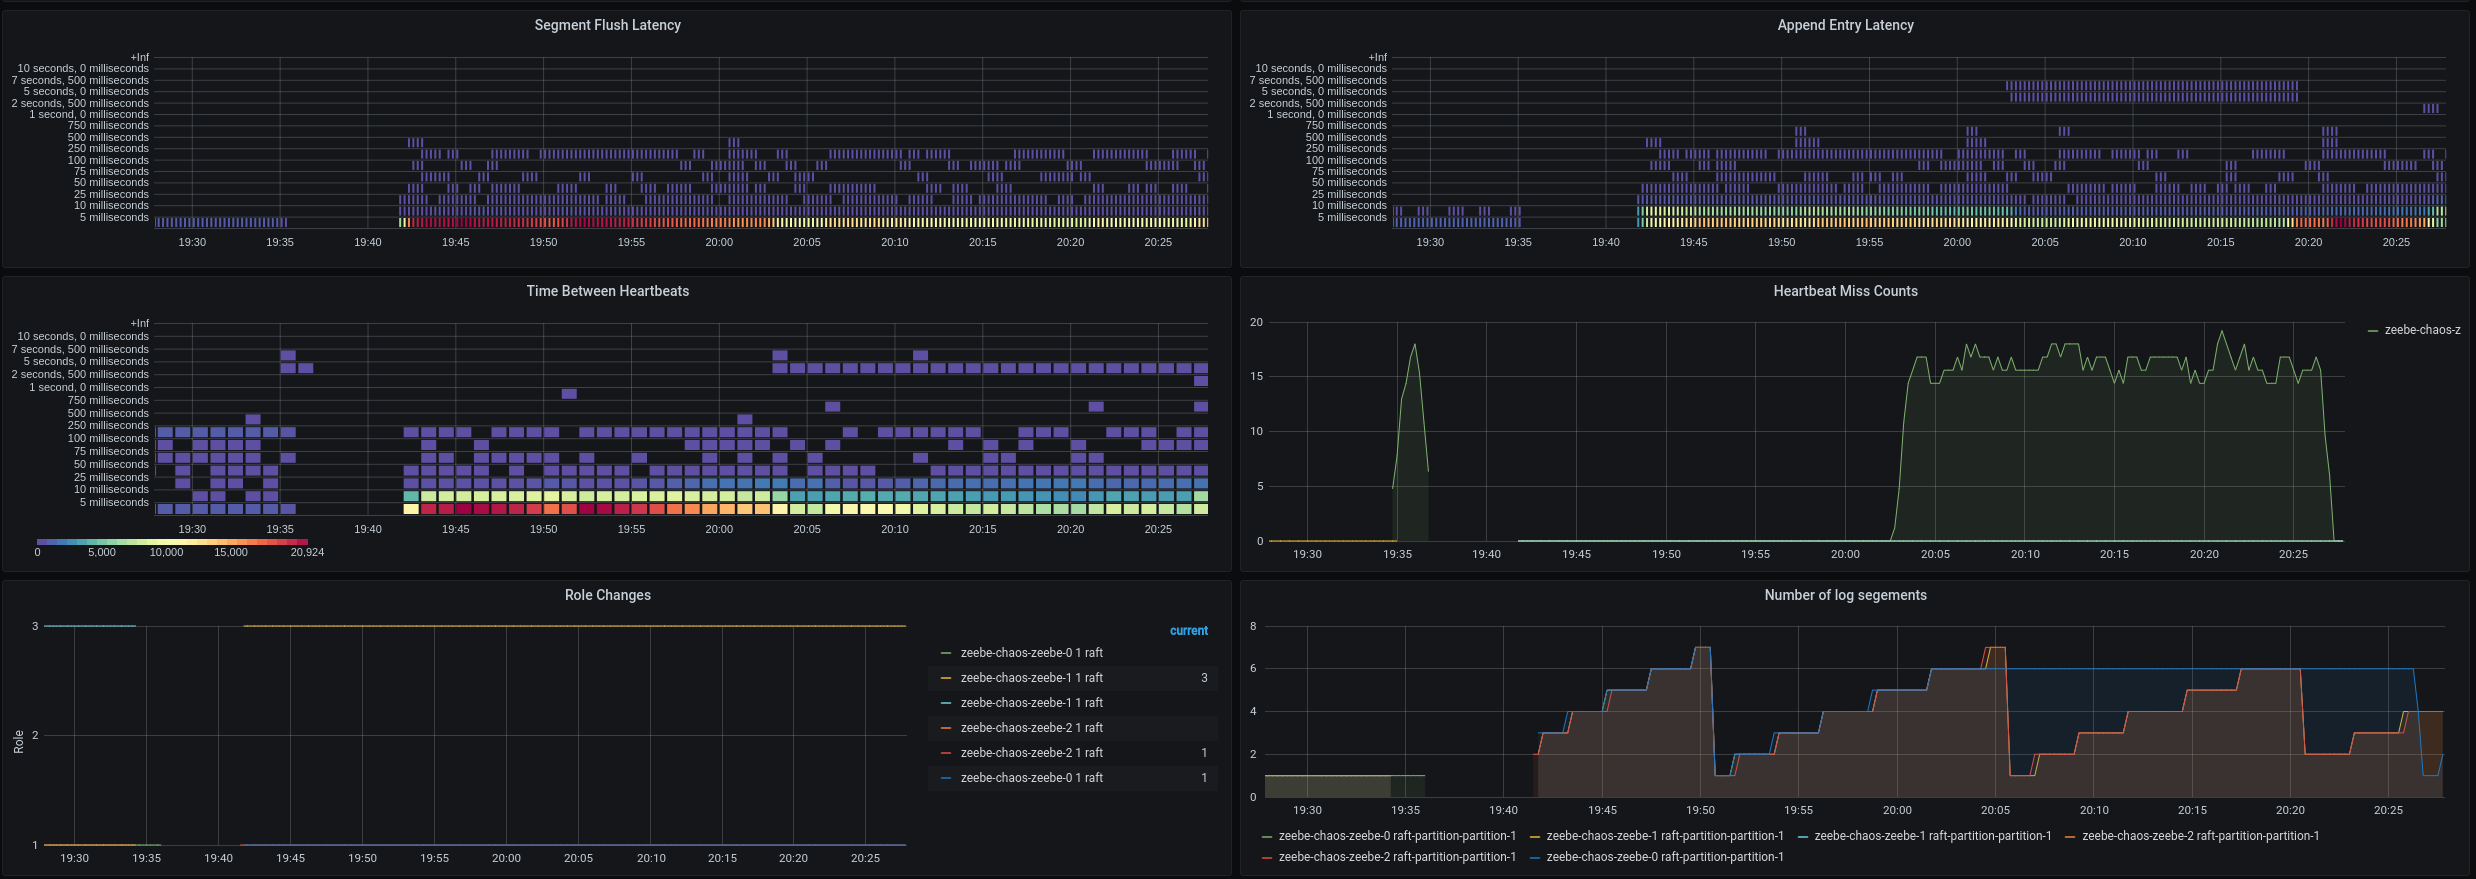 Segment Flush Latency
+Inf
10 seconds, 0 milliseconds
7 seconds, 500 milliseconds
5 seconds, 0 milliseconds
2 seconds, 500 milliseconds
1 second, 0 milliseconds
750 milliseconds
500 milliseconds
250 milliseconds
100 milliseconds
75 milliseconds
50 milliseconds
25 milliseconds
10 milliseconds
5 milliseconds
19:30 19:35 19:40 19:45 19:50 19:55 20:00 20:05 20:10 20:15 20:20 20:25
Append Entry Latency
+Inf
10 seconds, 0 milliseconds
7 seconds, 500 milliseconds
5 seconds, 0 milliseconds
2 seconds, 500 milliseconds
1 second, 0 milliseconds
750 milliseconds
500 milliseconds
250 milliseconds
100 milliseconds
75 milliseconds
50 milliseconds
25 milliseconds
10 milliseconds
5 milliseconds
19:30 19:35 19:40 19:45 19:50 19:55 20:00 20:05 20:10 20:15 20:20 20:25
Time Between Heartbeats
+Inf
10 seconds, 0 milliseconds
7 seconds, 500 milliseconds
5 seconds, 0 milliseconds
2 seconds, 500 milliseconds
1 second, 0 milliseconds
750 milliseconds
500 milliseconds
250 milliseconds
100 milliseconds
75 milliseconds
50 milliseconds
25 milliseconds
10 milliseconds
5 milliseconds
19:30 19:35 19:40 19:45 19:50 19:55 20:00 20:05 20:10 20:15 20:20 20:25
0 5,000 10,000 15,000 20,924
Heartbeat Miss Counts
20
15
10
5
0
19:30 19:35 19:40 19:45 19:50 19:55 20:00 20:05 20:10 20:15 20:20 20:25
zeebe-chaos-z
Role Changes
Role
3
2
1
19:30 19:35 19:40 19:45 19:50 19:55 20:00 20:05 20:10 20:15 20:20 20:25
current
zeebe-chaos-zeebe-0 1 raft
zeebe-chaos-zeebe-1 1 raft 3
zeebe-chaos-zeebe-1 1 raft
zeebe-chaos-zeebe-2 1 raft
zeebe-chaos-zeebe-2 1 raft 1
zeebe-chaos-zeebe-0 1 raft 1
Number of log segements
8
6
4
2
0
19:30 19:35 19:40 19:45 19:50 19:55 20:00 20:05 20:10 20:15 20:20 20:25
zeebe-chaos-zeebe-0 raft-partition-partition-1 zeebe-chaos-zeebe-1 raft-partition-partition-1 zeebe-chaos-zeebe-1 raft-partition-partition-1 zeebe-chaos-zeebe-2 raft-partition-partition-1
zeebe-chaos-zeebe-2 raft-partition-partition-1 zeebe-chaos-zeebe-0 raft-partition-partition-1